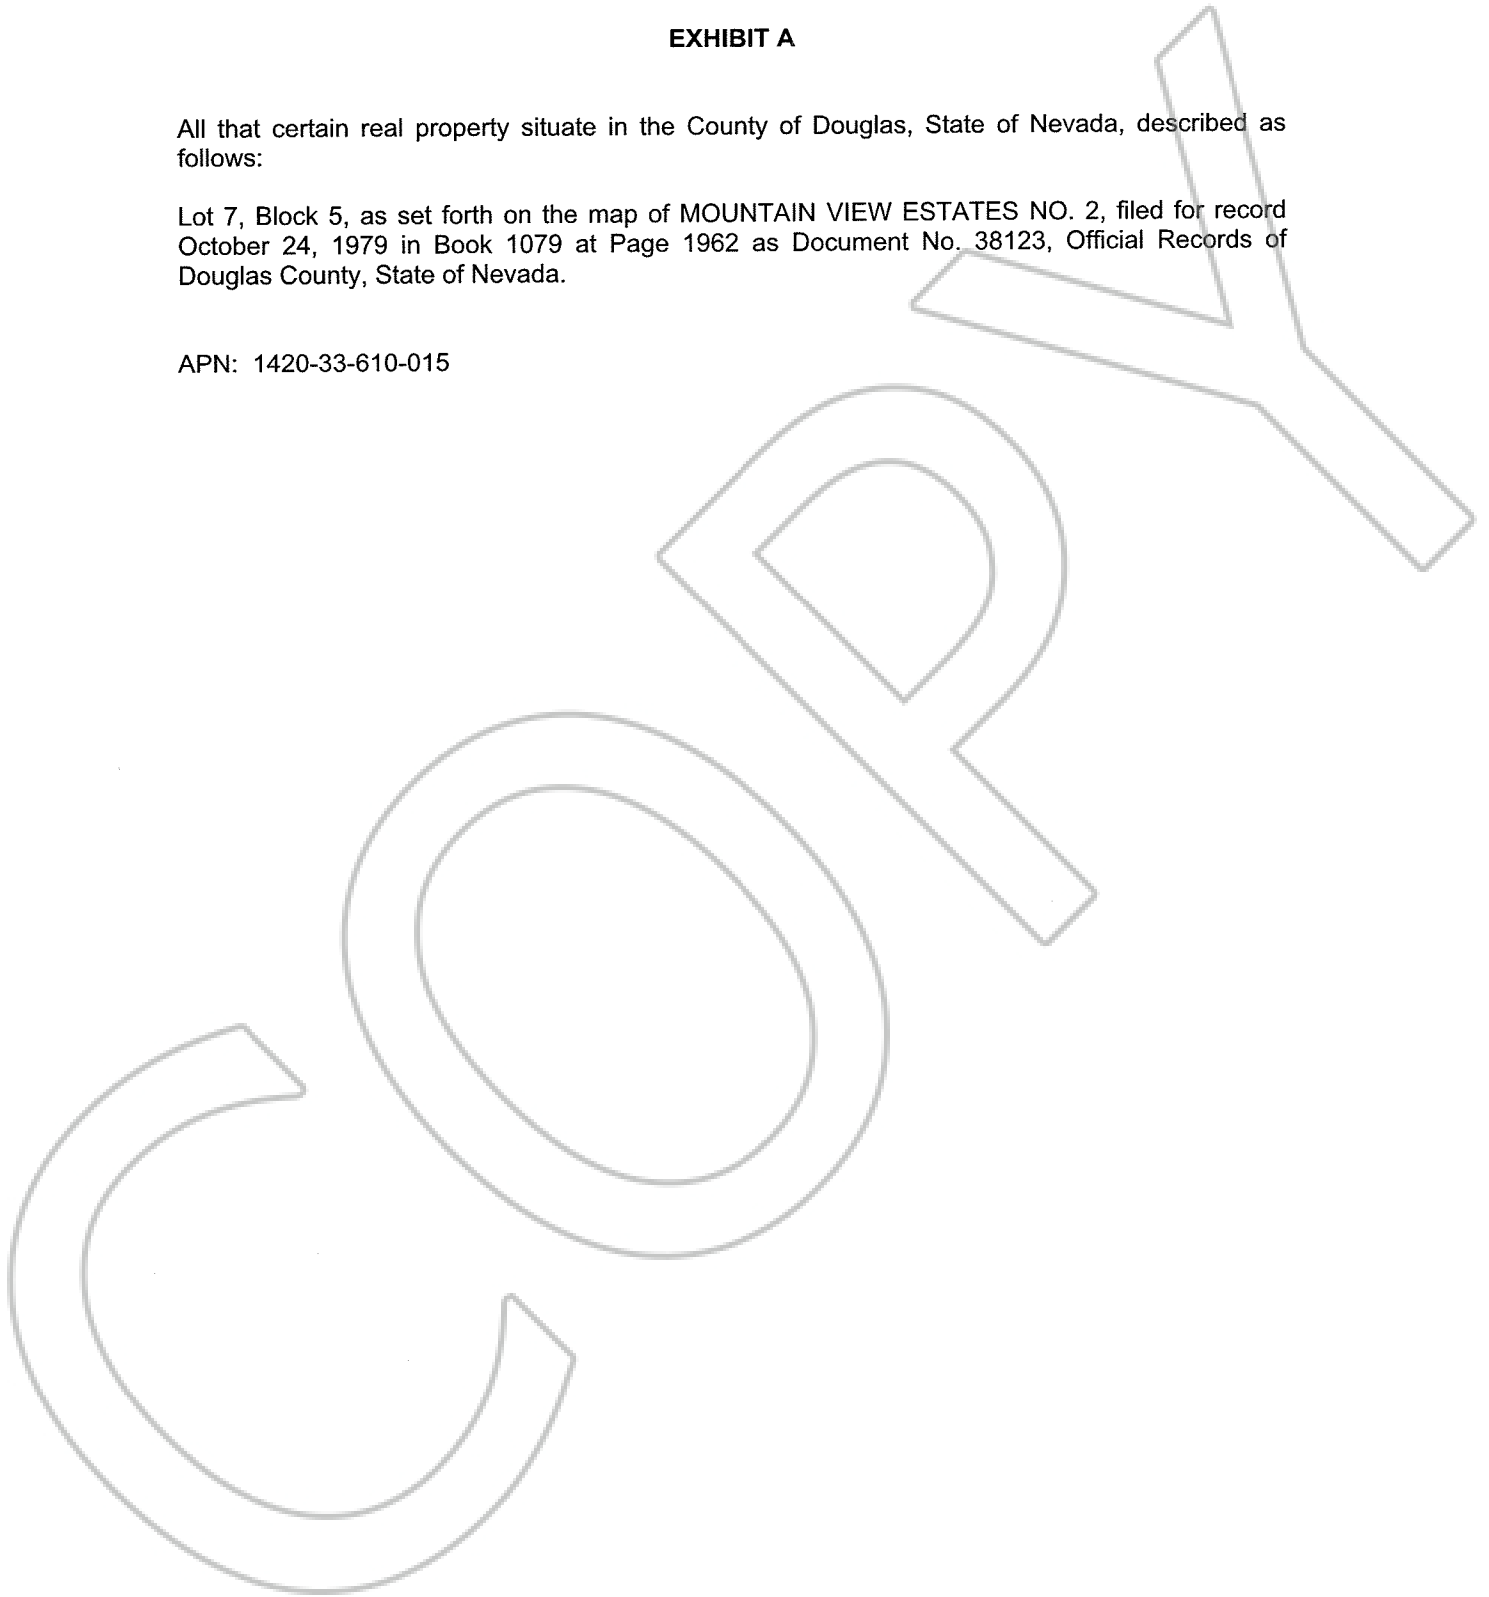 EXHIBIT A
All that certain real property situate in the County of Douglas, State of Nevada, described as
follows:
Lot 7, Block 5, as set forth on the map of MOUNTAIN VIEW ESTATES NO. 2, filed for record
October 24, 1979 in Book 1079 at Page 1962 as Document No. 38123, Official Records of
Douglas County, State of Nevada.
APN: 1420-33-610-015
COPY